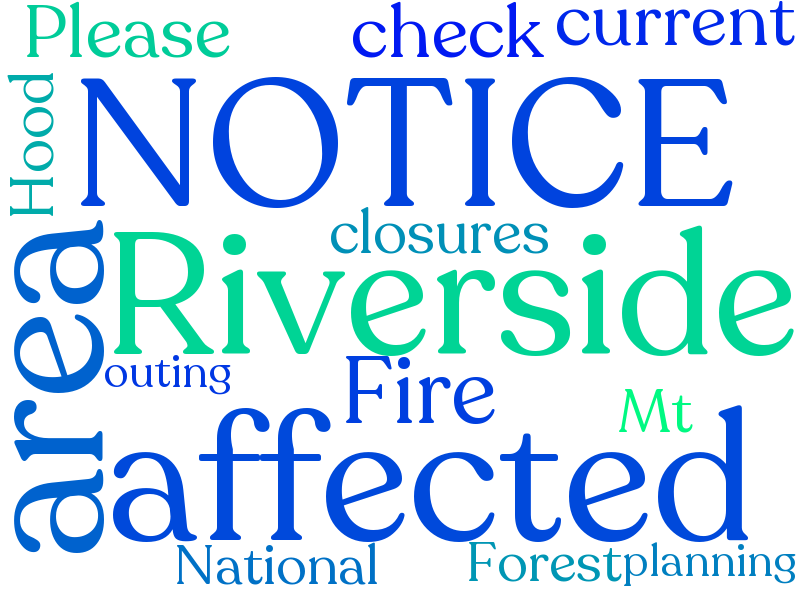 Please check current
Hood
NOTICE
closures
area
Riverside
outing
Fire
Mt
affected
National
Forest
planning